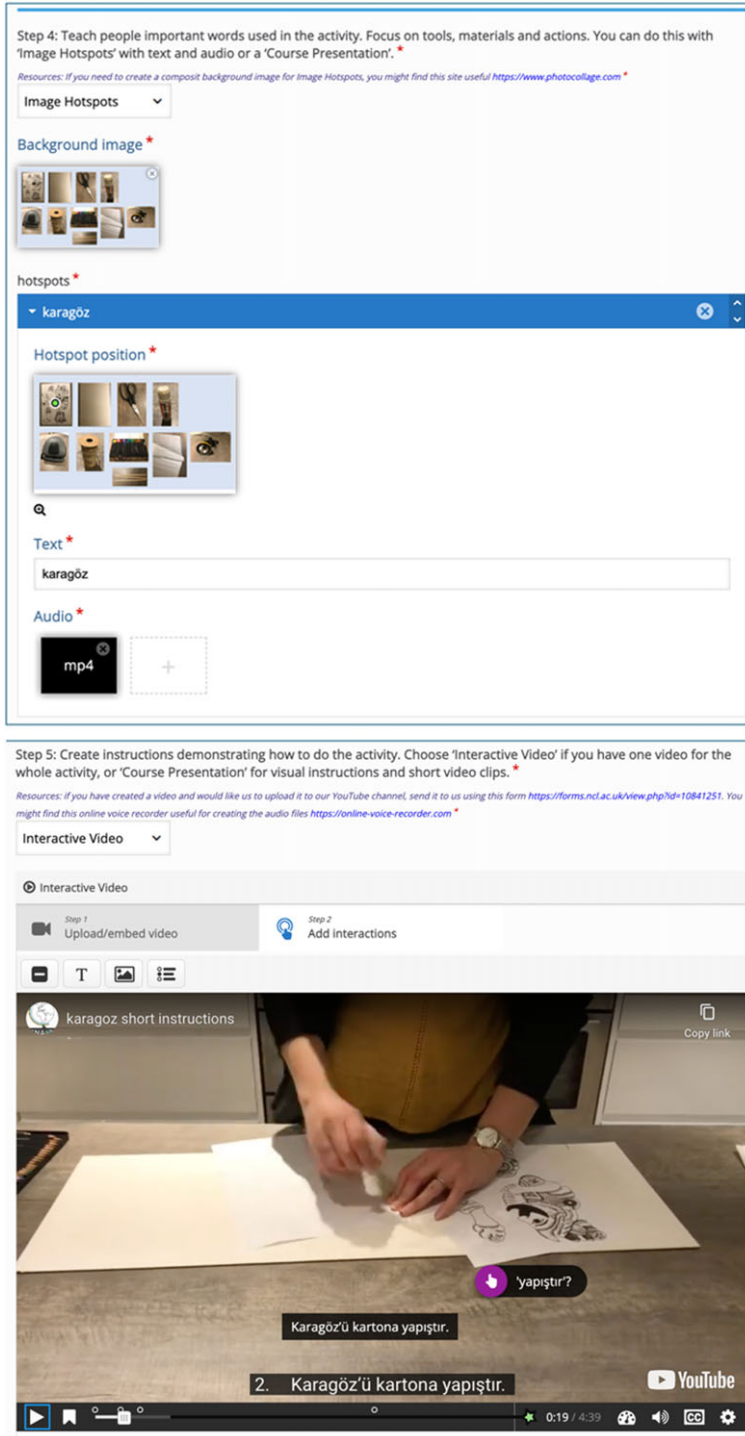 Step 4: Teach people important words used in the activity. Focus on tools, materials and actions. You can do this with
‘Image Hotspots’ with text and audio or a ‘Course Presentation’. *
Resources: If you need to create a composit background image for Image Hotspots, you might find this site useful https://www.photocollage.com *
Image Hotspots
Background image *
hotspots *
karagöz
Hotspot position *
Text *
karagöz
Audio *
mp4
Step 5: Create instructions demonstrating how to do the activity. Choose ‘Interactive Video’ if you have one video for the
whole activity, or ‘Course Presentation’ for visual instructions and short video clips. *
Resources: if you have created a video and would like us to upload it to our YouTube channel, send it to us using this form https://forms.ncl.ac.uk/view.php?id=10841251. You
might find this online voice recorder useful for creating the audio files https://online-voice-recorder.com *
Interactive Video
Interactive Video
Step 1
Upload/embed video
Step 2
Add interactions
T
karagoz short instructions
Copy link
'yapıştır'?
Karagöz'ü kartona yapıştır.
2. Karagöz'ü kartona yapıştır.
YouTube
0:19 / 4:39
CC